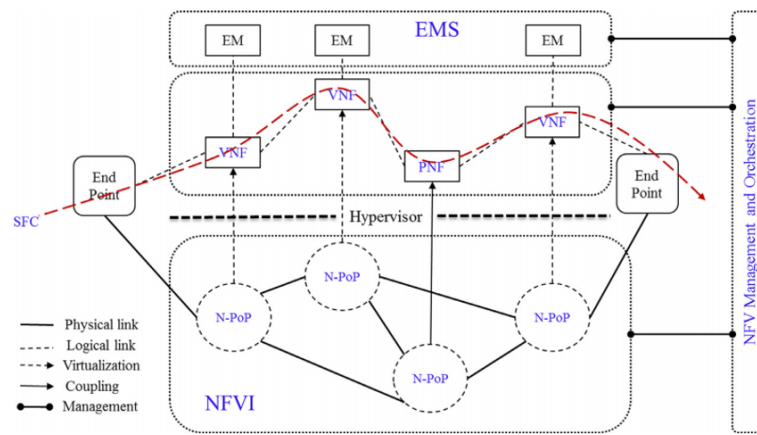 EMS
EM
EM
EM
VNF
VNF
PNF
VNF
End
Point
End
Point
SFC
Hypervisor
N-PoP
N-PoP
N-PoP
N-PoP
NFVI
Physical link
Logical link
Virtualization
Coupling
Management
NFV Management and Orchestration